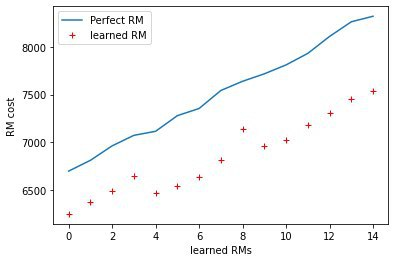 Perfect RM
learned RM
8000
7500
7000
6500
RM cost
0 2 4 6 8 10 12 14
learned RMs